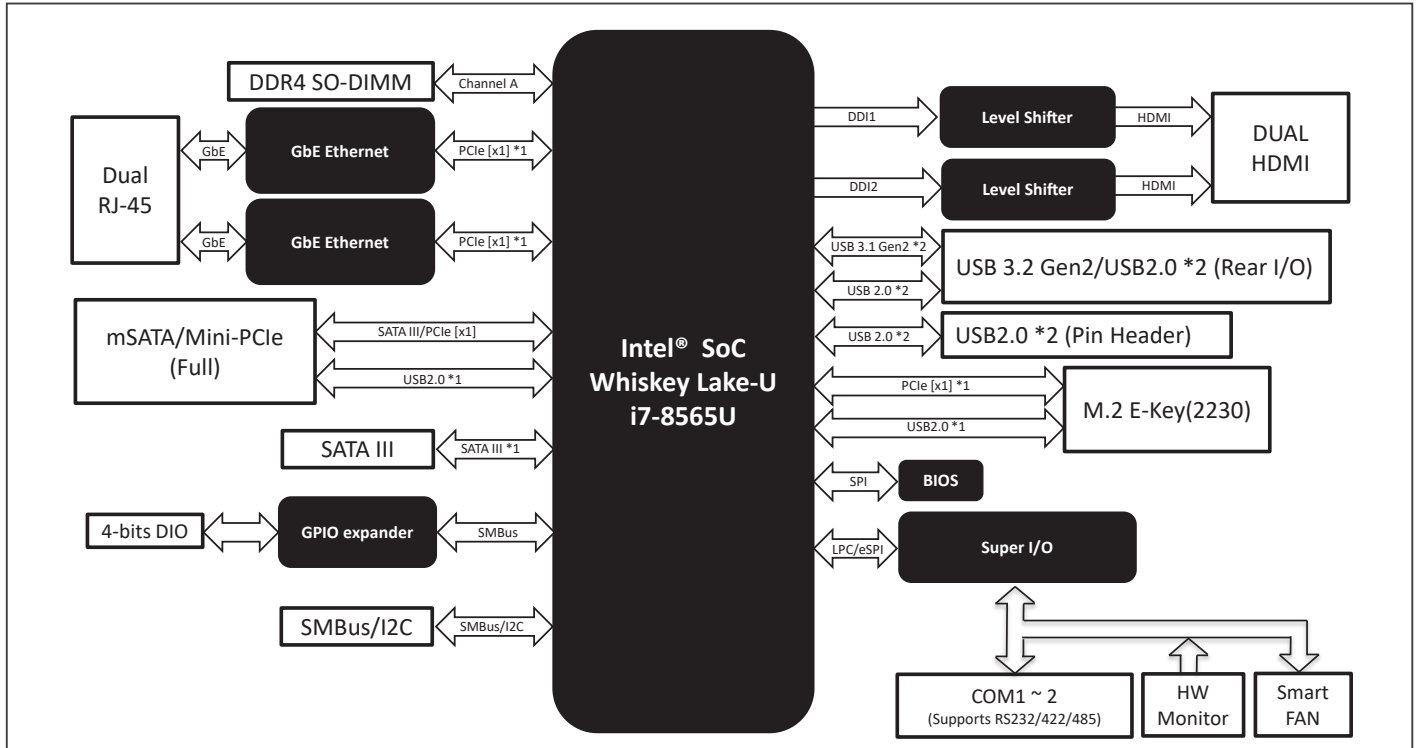 DDR4 SO-DIMM
Channel A
Dual
RJ-45
GbE
GbE Ethernet
PCIe [x1] *1
GbE
GbE Ethernet
PCIe [x1] *1
mSATA/Mini-PCIe
(Full)
SATA III/PCIe [x1]
USB2.0 *1
SATA III
SATA III *1
4-bits DIO
GPIO expander
SMBus
SMBus/I2C
SMBus/I2C
Intel® SoC
Whiskey Lake-U
i7-8565U
DDI1
Level Shifter
HDMI
DUAL
HDMI
DDI2
Level Shifter
HDMI
USB 3.1 Gen2 *2
USB 3.2 Gen2/USB2.0 *2 (Rear I/O)
USB 2.0 *2
USB 2.0 *2
USB2.0 *2 (Pin Header)
PCIe [x1] *1
M.2 E-Key(2230)
USB2.0 *1
SPI
BIOS
LPC/eSPI
Super I/O
COM1 ~ 2
(Supports RS232/422/485)
HW
Monitor
Smart
FAN